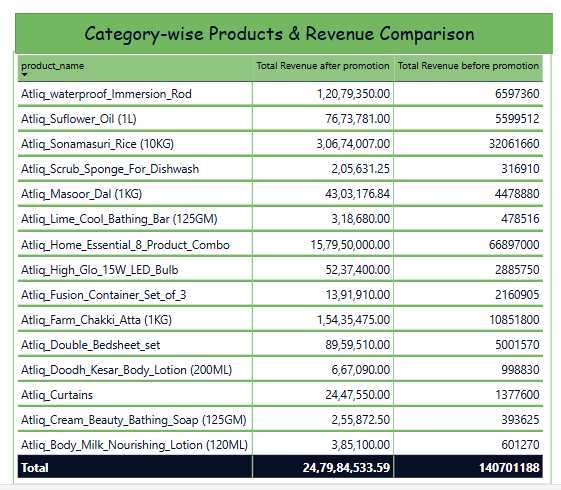 Category-wise Products & Revenue Comparison
product_name Total Revenue after promotion Total Revenue before promotion
Atliq_waterproof_Immersion_Rod 1,20,79,350.00 6597360
Atliq_Suflower_Oil (1L) 76,73,781.00 5599512
Atliq_Sonamasuri_Rice (10KG) 3,06,74,007.00 32061660
Atliq_Scrub_Sponge_For_Dishwash 2,05,631.25 316910
Atliq_Masoor_Dal (1KG) 43,03,176.84 4478880
Atliq_Lime_Cool_Bathing_Bar (125GM) 3,18,680.00 478516
Atliq_Home_Essential_8_Product_Combo 15,79,50,000.00 66897000
Atliq_High_Glo_15W_LED_Bulb 52,37,400.00 2885750
Atliq_Fusion_Container_Set_of_3 13,91,910.00 2160905
Atliq_Farm_Chakki_Atta (1KG) 1,54,35,475.00 10851800
Atliq_Double_Bedsheet_set 89,59,510.00 5001570
Atliq_Doodh_Kesar_Body_Lotion (200ML) 6,67,090.00 998830
Atliq_Curtains 24,47,550.00 1377600
Atliq_Cream_Beauty_Bathing_Soap (125GM) 2,55,872.50 393625
Atliq_Body_Milk_Nourishing_Lotion (120ML) 3,85,100.00 601270
Total 24,79,84,533.59 140701188